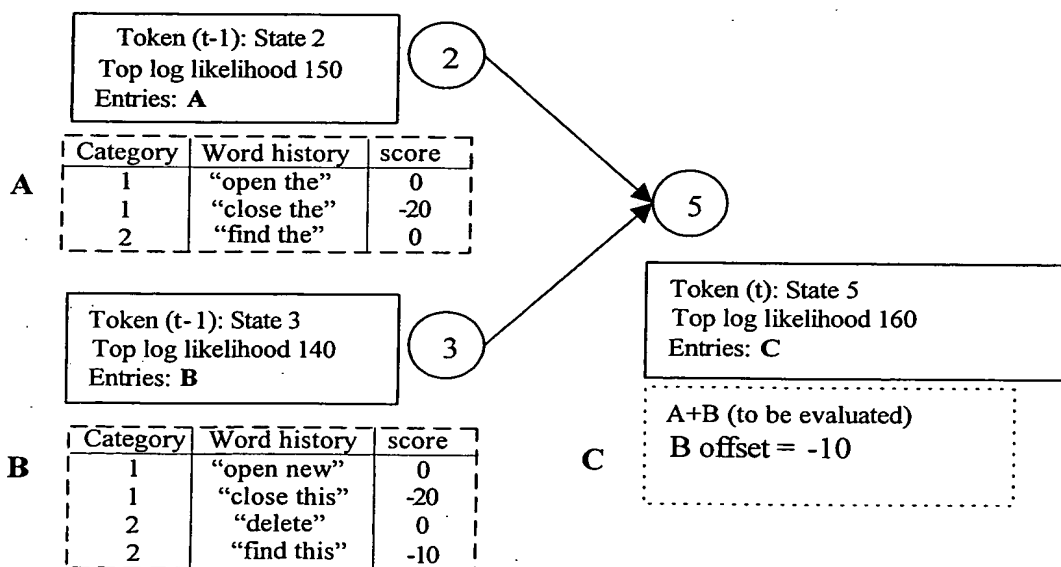 Token (t-1): State 2
Top log likelihood 150
Entries: A
2
A
Category Word history score
1 “open the” 0
1 “close the” -20
2 “find the” 0
5
Token (t-1): State 3
Top log likelihood 140
Entries: B
3
Token (t): State 5
Top log likelihood 160
Entries: C
B
Category Word history score
1 “open new” 0
1 “close this” -20
2 “delete” 0
2 “find this” -10
C
A+B (to be evaluated)
B offset = -10